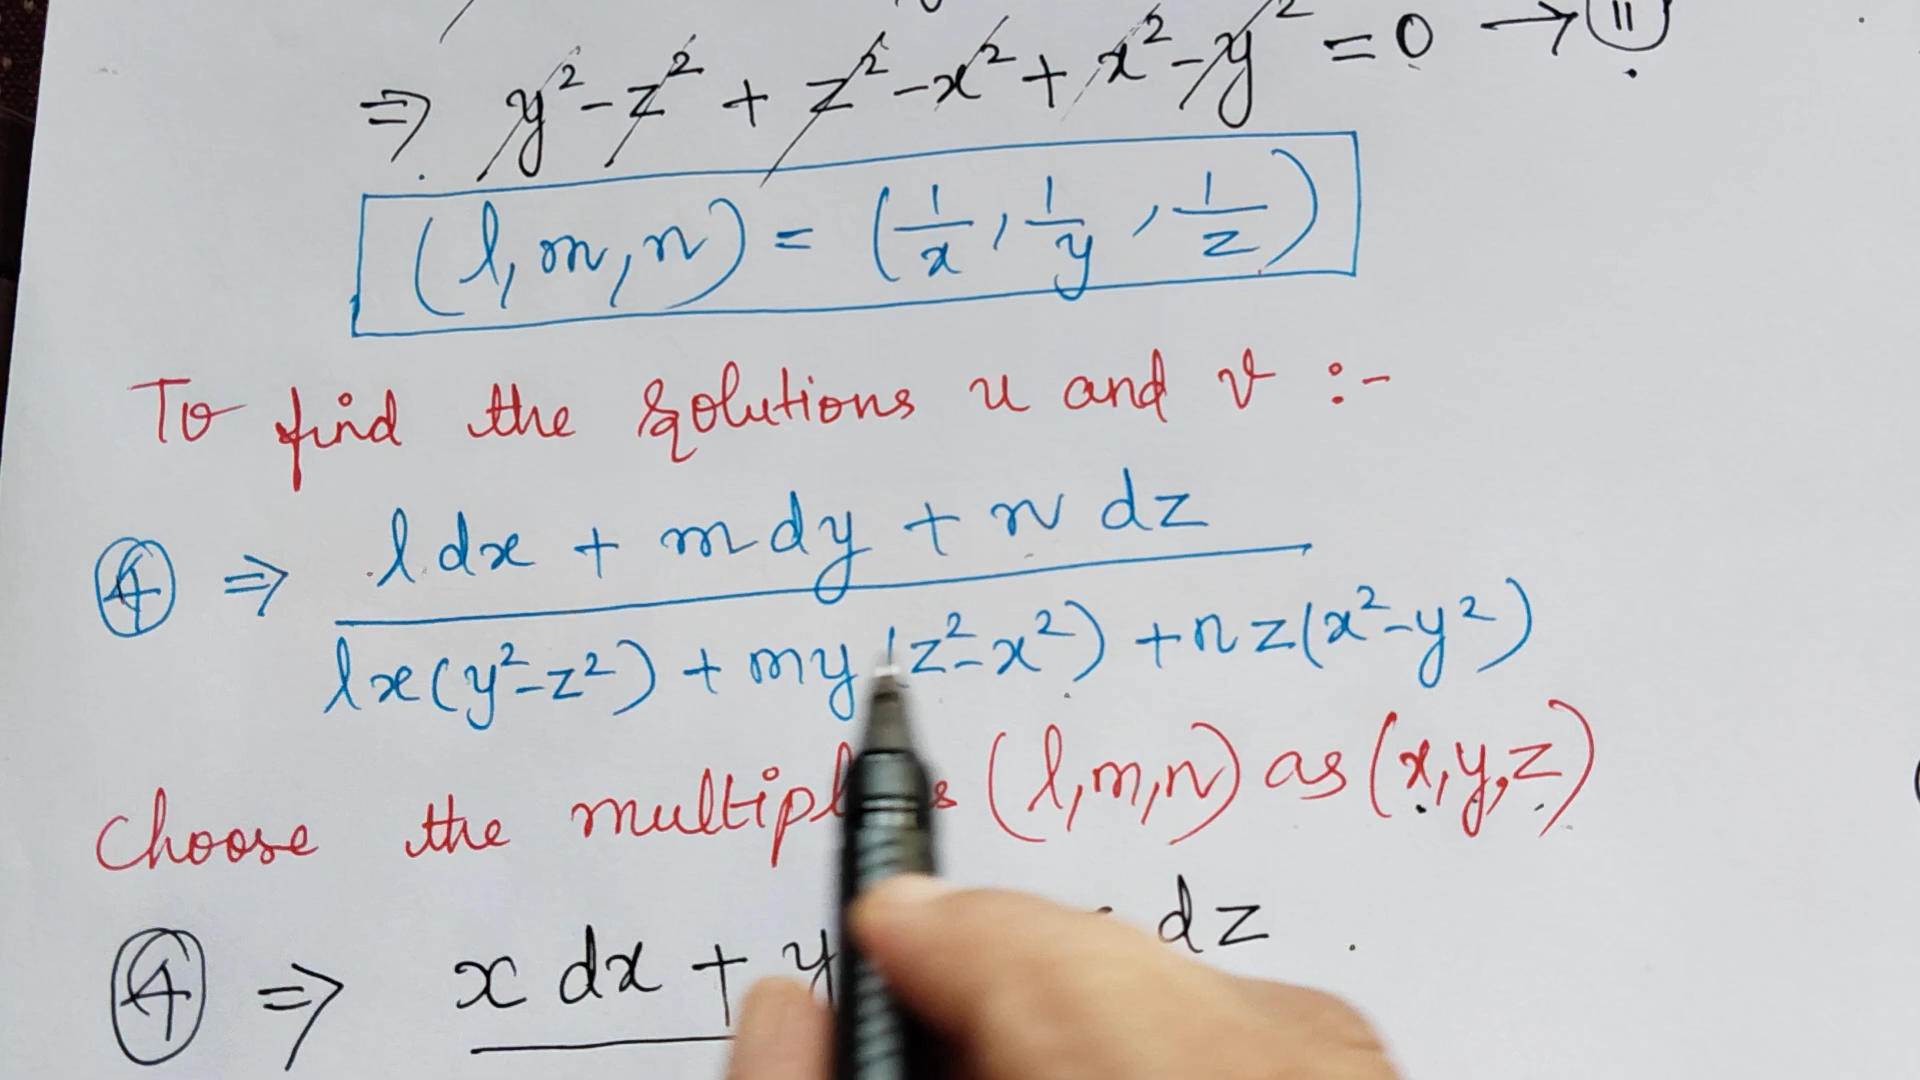 ⇒ y² - z² + z² - x² + x² - y² = 0 → 11
(l, m, n) = (1/x, 1/y, 1/z)
To find the solutions u and v :-
④ ⇒ l dx + m dy + n dz
lx(y²-z²) + my(z²-x²) + nz(x²-y²)
Choose the (l,m,n) as (x,y,z)
④ ⇒ x dx + y dz